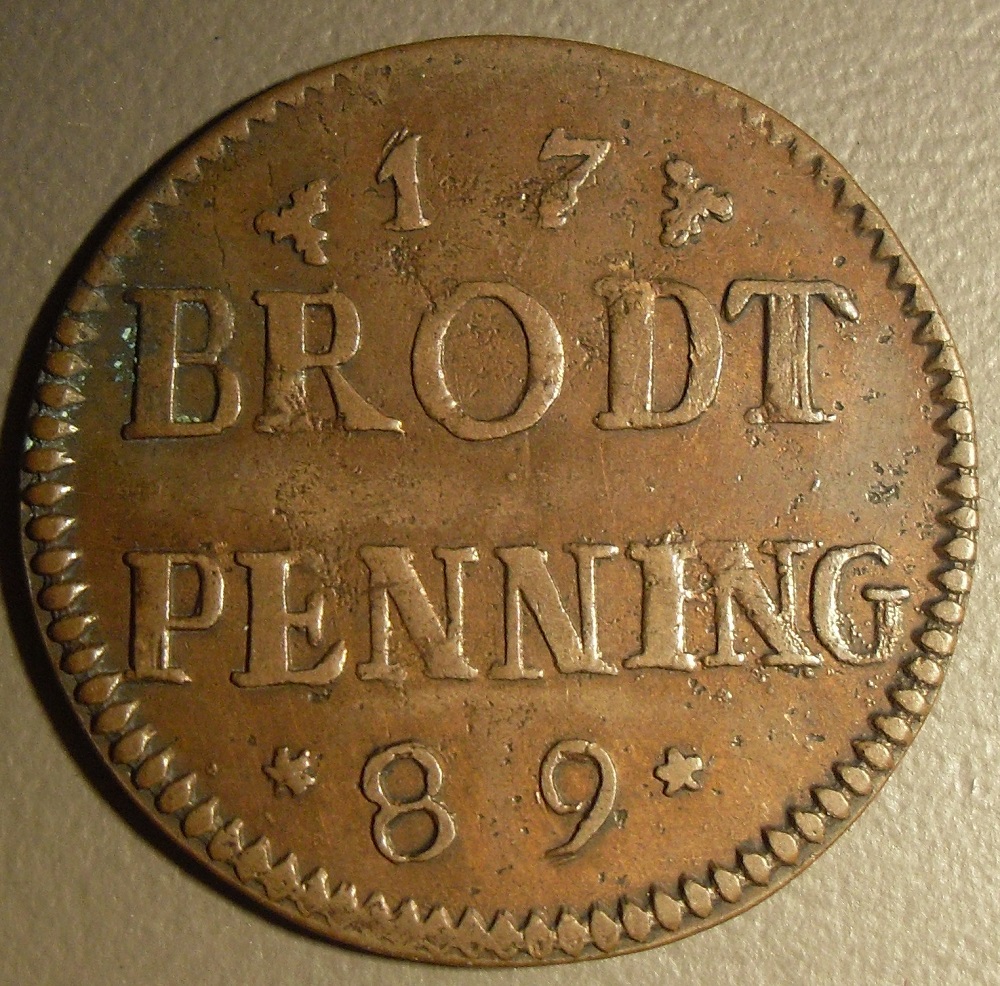 17
BRODT
PENNING
* 89 *